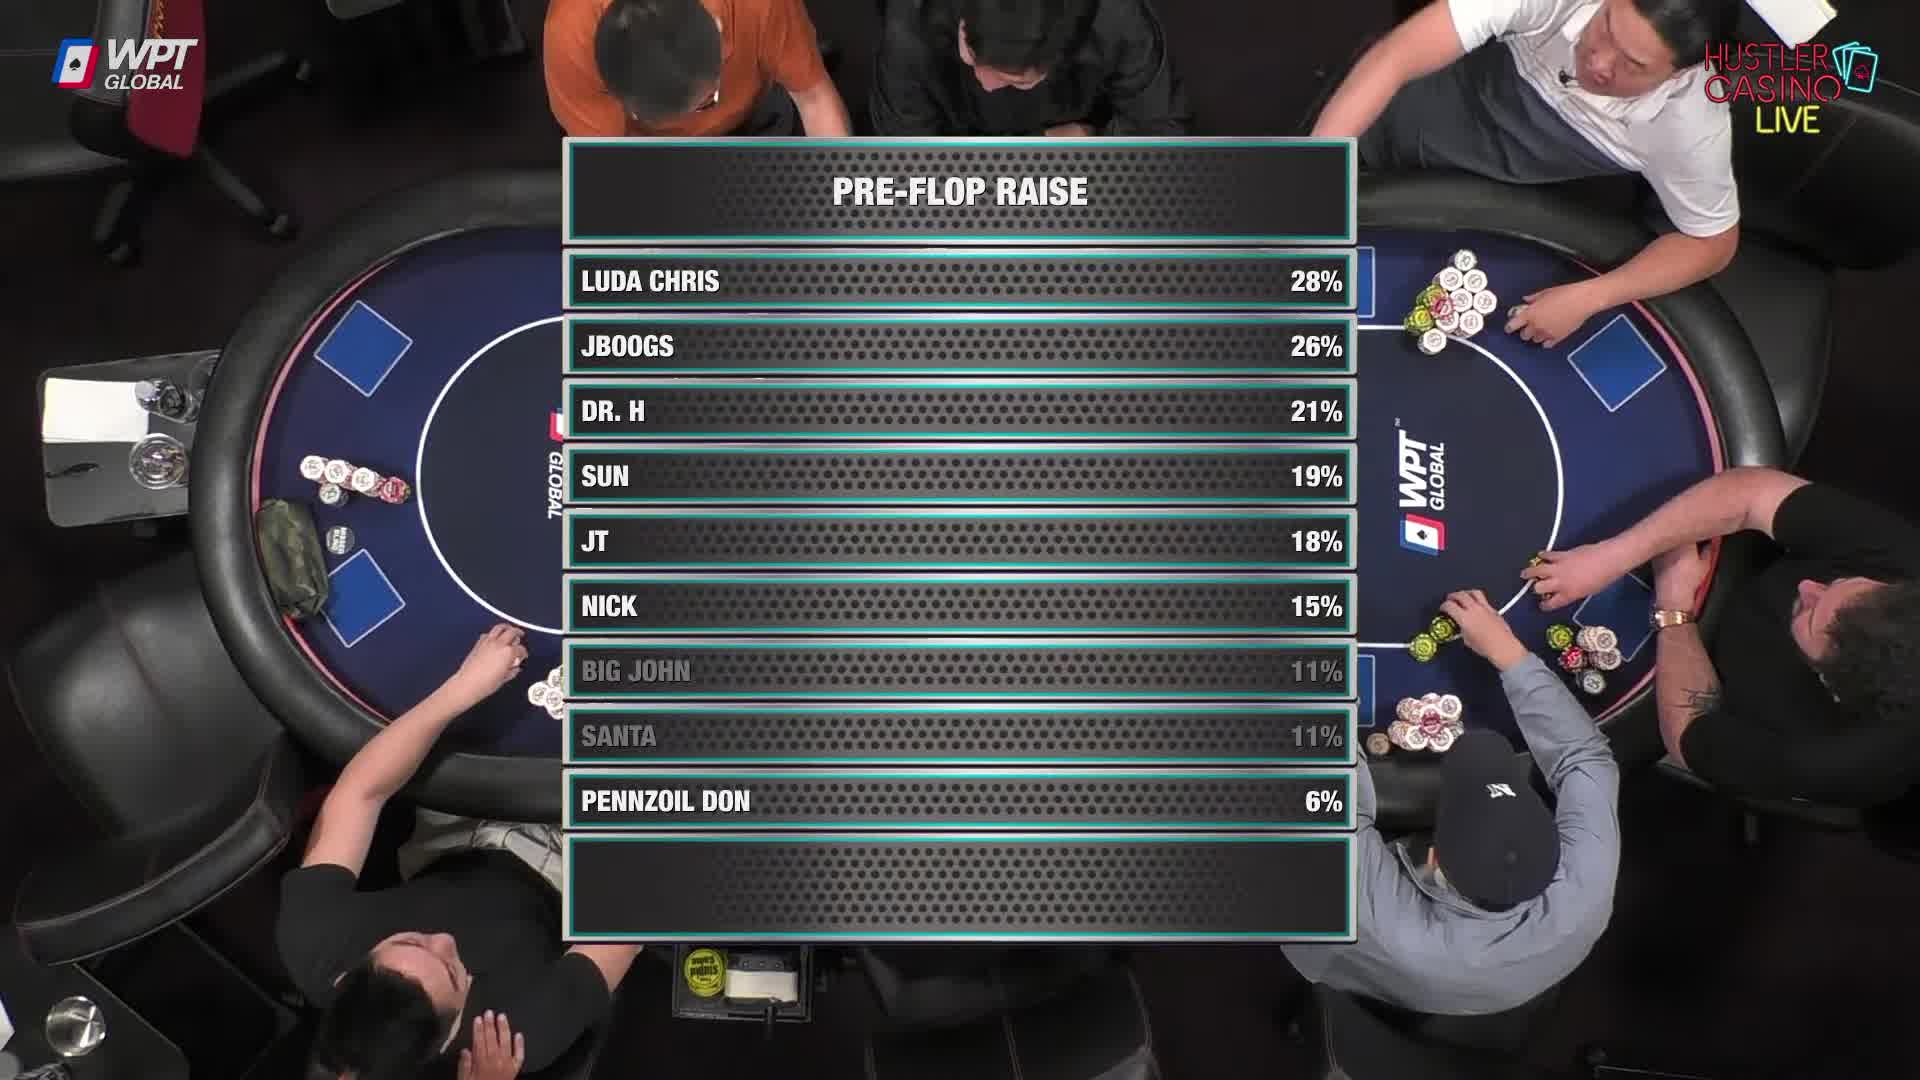 WPT
GLOBAL
HUSTLER
CASINO
LIVE
PRE-FLOP RAISE
LUDA CHRIS 28%
JBOOGS 26%
DR. H 21%
SUN 19%
JT 18%
NICK 15%
BIG JOHN 11%
SANTA 11%
PENNZOIL DON 6%
GLOBAL
WPT
GLOBAL